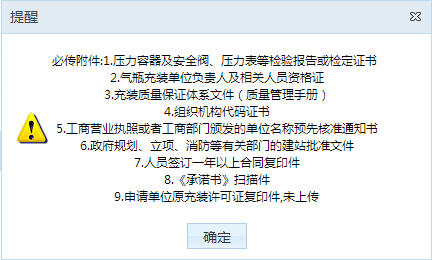 提醒
必传附件:1.压力容器及安全阀、压力表等检验报告或检定证书
2.气瓶充装单位负责人及相关人员资格证
3.充装质量保证体系文件（质量管理手册）
4.组织机构代码证书
5.工商营业执照或者工商部门颁发的单位名称预先核准通知书
6.政府规划、立项、消防等有关部门的建站批准文件
7.人员签订一年以上合同复印件
8.《承诺书》扫描件
9.申请单位原充装许可证复印件,未上传
确定